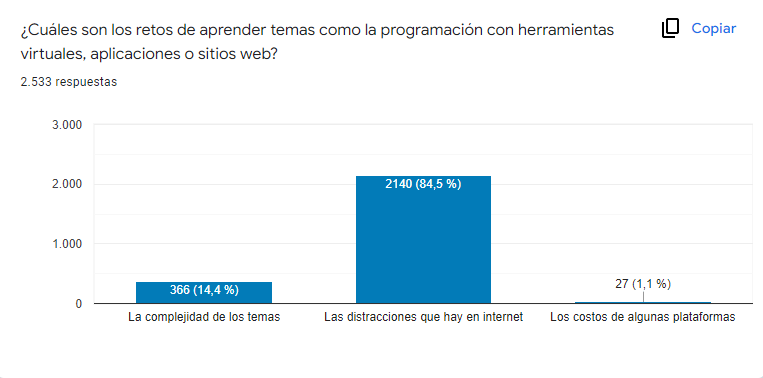 ¿Cuáles son los retos de aprender temas como la programación con herramientas
virtuales, aplicaciones o sitios web?
Copiar
2.533 respuestas
3.000
2.000
1.000
0
366 (14,4 %)
2140 (84,5 %)
27 (1,1 %)
La complejidad de los temas
Las distracciones que hay en internet
Los costos de algunas plataformas